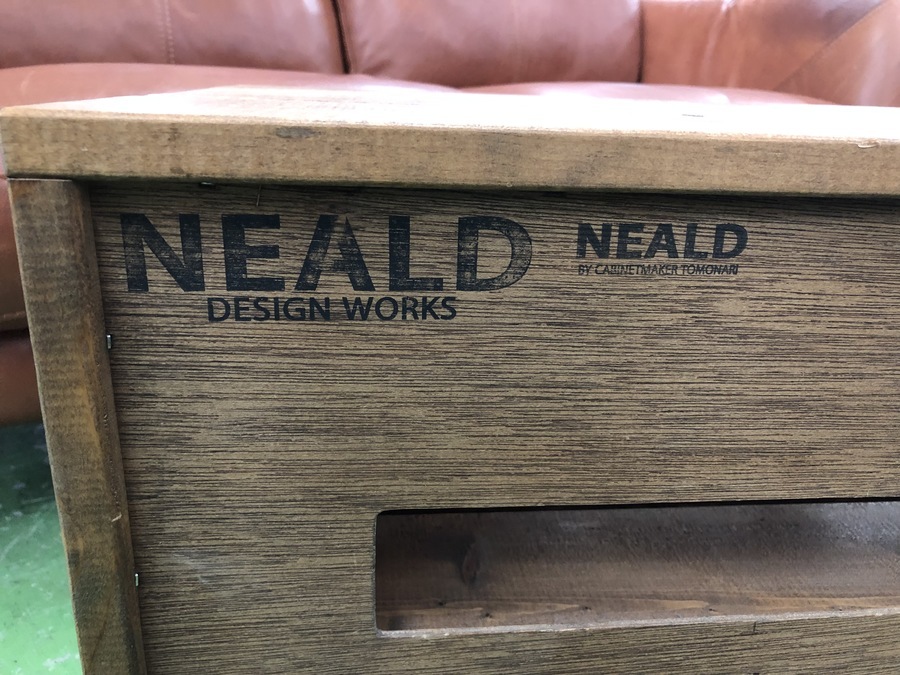 NEALD
DESIGN WORKS
NEALD
BY CABINETMAKER TOMONARI